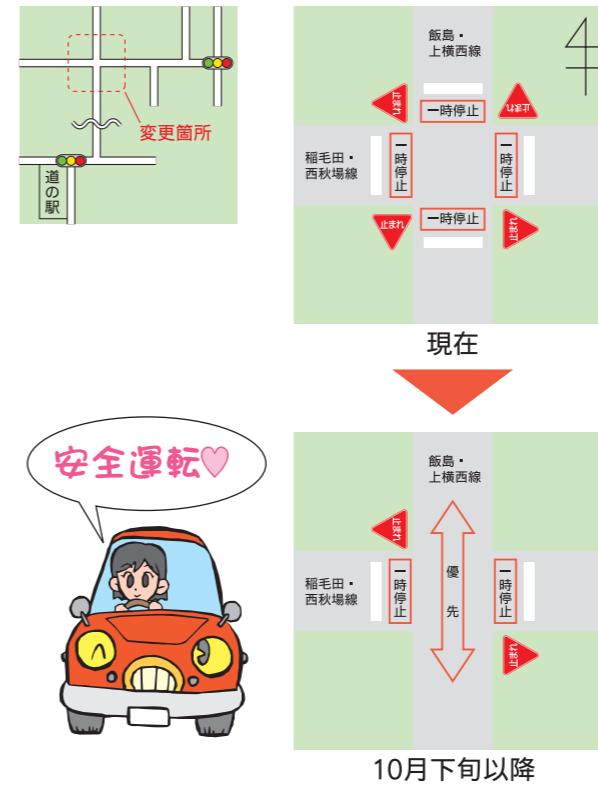 変更箇所
道の駅
飯島・
上横西線
止まれ
一時停止
止まれ
稲毛田・
西秋場線
一時停止
一時停止
止まれ
一時停止
止まれ
現在
安全運転♡
飯島・
上横西線
止まれ
稲毛田・
西秋場線
一時停止
優先
一時停止
止まれ
10月下旬以降